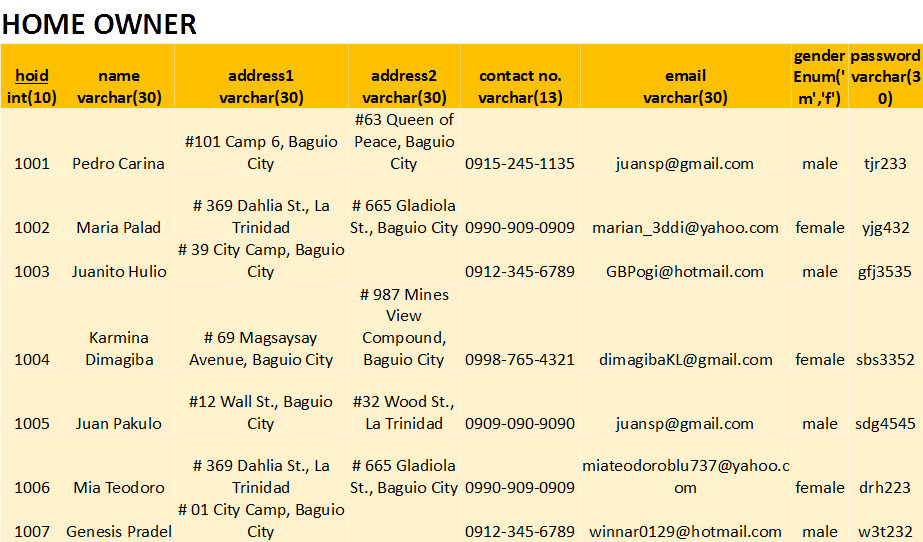 HOME OWNER
hoid name address1 address2 contact no. email gender password
int(10) varchar(30) varchar(30) varchar(30) varchar(13) varchar(30) Enum(' varchar(3
m','f') 0)
#63 Queen of
#101 Camp 6, Baguio Peace, Baguio
1001 Pedro Carina City City 0915-245-1135 juansp@gmail.com male tjr233
# 369 Dahlia St., La # 665 Gladiola
1002 Maria Palad Trinidad St., Baguio City 0990-909-0909 marian_3ddi@yahoo.com female yjg432
# 39 City Camp, Baguio
1003 Juanito Hulio City 0912-345-6789 GBPogi@hotmail.com male gfj3535
# 987 Mines
View
Karmina # 69 Magsaysay Compound,
1004 Dimagiba Avenue, Baguio City Baguio City 0998-765-4321 dimagibaKL@gmail.com female sbs3352
#12 Wall St., Baguio #32 Wood St.,
1005 Juan Pakulo City La Trinidad 0909-090-9090 juansp@gmail.com male sdg4545
# 369 Dahlia St., La # 665 Gladiola miateodoroblu737@yahoo.c
1006 Mia Teodoro Trinidad St., Baguio City 0990-909-0909 om female drh223
# 01 City Camp, Baguio
1007 Genesis Pradel City 0912-345-6789 winnar0129@hotmail.com male w3t232